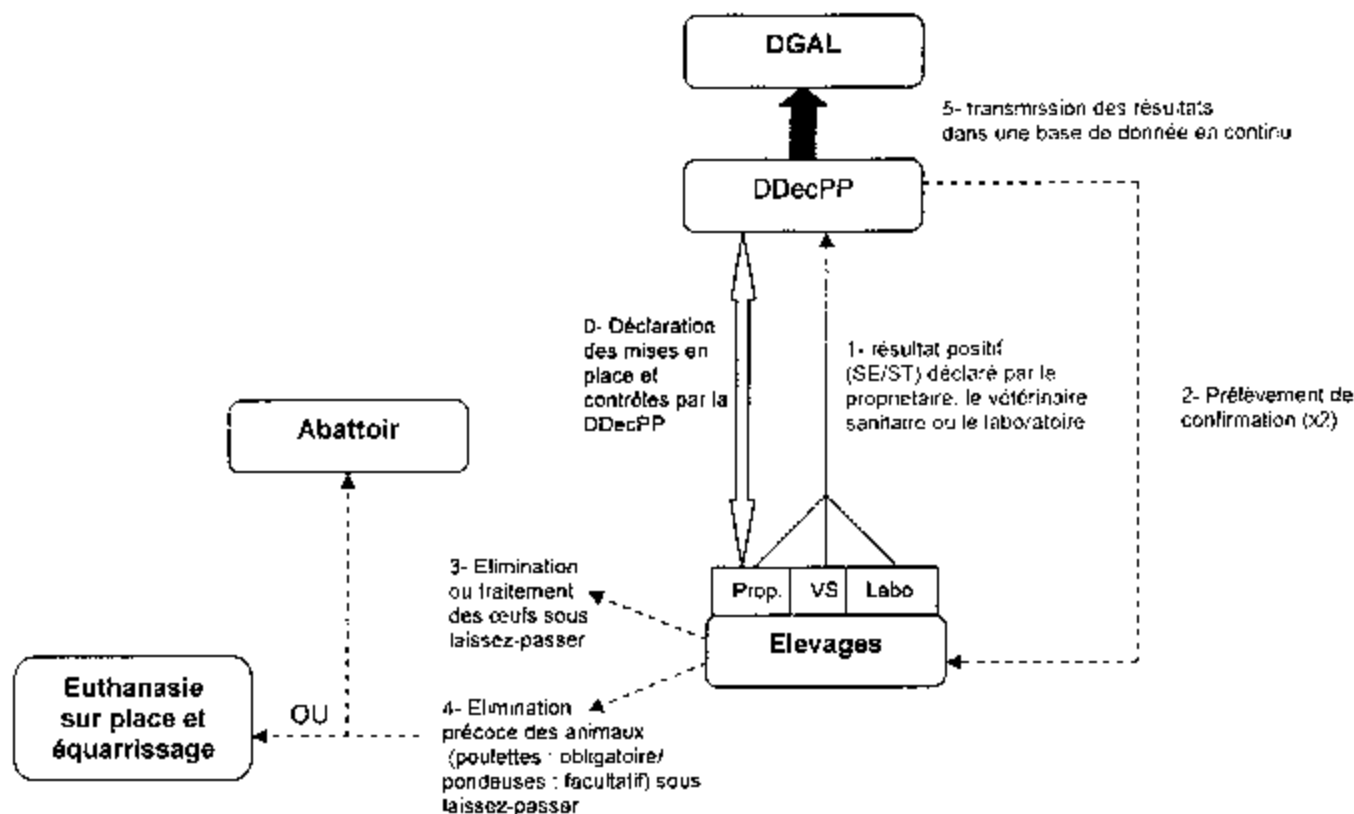 DGAL
5- transmission des résultats
dans une base de donnée en continu
DDecPP
0- Déclaration
des mises en
place et
contrôles par la
DDecPP
1- résultat positif
(SE/ST) déclaré par le
proprietaire, le vétérinaire
sanitaire ou le laboratoire
2- Prélèvement de
confirmation (x2)
Abattoir
3- Elimination
ou traitement
des œufs sous
laissez-passer
Prop. VS Labo
Elevages
Euthanasie
sur place et
équarrissage
OU
4- Elimination
précoce des animaux
(poulettes : obligatoire/
pondeuses : facultatif) sous
laissez-passer